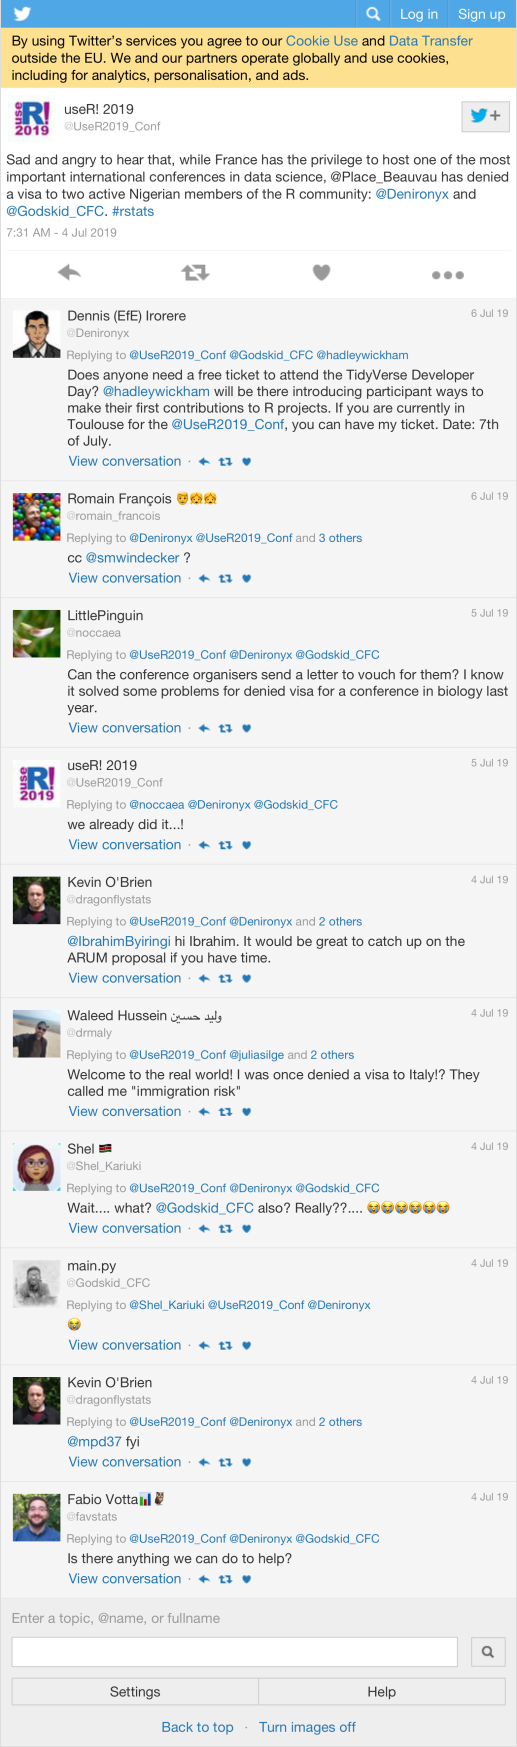 Log in Sign up
By using Twitter's services you agree to our Cookie Use and Data Transfer
outside the EU. We and our partners operate globally and use cookies,
including for analytics, personalisation, and ads.
useR! 2019
@UseR2019_Conf
Sad and angry to hear that, while France has the privilege to host one of the most
important international conferences in data science, @Place_Beauvau has denied
a visa to two active Nigerian members of the R community: @Denironyx and
@Godskid_CFC. #rstats
7:31 AM - 4 Jul 2019
Dennis (EfE) Irorere 6 Jul 19
@Denironyx
Replying to @UseR2019_Conf @Godskid_CFC @hadleywickham
Does anyone need a free ticket to attend the TidyVerse Developer
Day? @hadleywickham will be there introducing participant ways to
make their first contributions to R projects. If you are currently in
Toulouse for the @UseR2019_Conf, you can have my ticket. Date: 7th
of July.
View conversation ·
Romain François 6 Jul 19
@romain_francois
Replying to @Denironyx @UseR2019_Conf and 3 others
cc @smwindecker ?
View conversation ·
LittlePinguin 5 Jul 19
@noccaea
Replying to @UseR2019_Conf @Denironyx @Godskid_CFC
Can the conference organisers send a letter to vouch for them? I know
it solved some problems for denied visa for a conference in biology last
year.
View conversation ·
useR! 2019 5 Jul 19
@UseR2019_Conf
Replying to @noccaea @Denironyx @Godskid_CFC
we already did it...!
View conversation ·
Kevin O'Brien 4 Jul 19
@dragonflystats
Replying to @UseR2019_Conf @Denironyx and 2 others
@IbrahimByiringi hi Ibrahim. It would be great to catch up on the
ARUM proposal if you have time.
View conversation ·
Waleed Hussein وليد حسين 4 Jul 19
@drmaly
Replying to @UseR2019_Conf @juliasilge and 2 others
Welcome to the real world! I was once denied a visa to Italy!? They
called me "immigration risk"
View conversation ·
Shel 🇰🇪 4 Jul 19
@Shel_Kariuki
Replying to @UseR2019_Conf @Denironyx @Godskid_CFC
Wait.... what? @Godskid_CFC also? Really??.... 😭😭😭😭😭😭
View conversation ·
main.py 4 Jul 19
@Godskid_CFC
Replying to @Shel_Kariuki @UseR2019_Conf @Denironyx
😭
View conversation ·
Kevin O'Brien 4 Jul 19
@dragonflystats
Replying to @UseR2019_Conf @Denironyx and 2 others
@mpd37 fyi
View conversation ·
Fabio Votta📊🦉 4 Jul 19
@favstats
Replying to @UseR2019_Conf @Denironyx @Godskid_CFC
Is there anything we can do to help?
View conversation ·
Enter a topic, @name, or fullname
Settings Help
Back to top · Turn images off